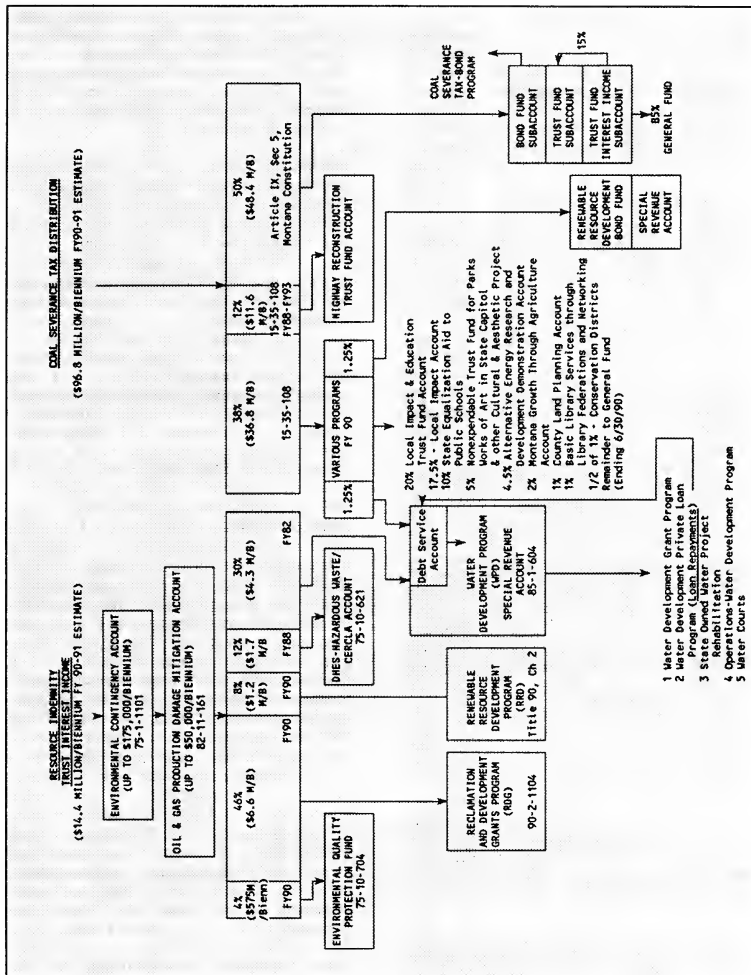 RESOURCE INDEMNITY
TRUST INTEREST INCOME
($14.4 MILLION/BIENNIUM FY 90-91 ESTIMATE)
ENVIRONMENTAL CONTINGENCY ACCOUNT
(UP TO $175,000/BIENNIUM)
75-1-1101
OIL & GAS PRODUCTION DAMAGE MITIGATION ACCOUNT
(UP TO $50,000/BIENNIUM)
82-11-161
4%
($575M
/Bienn)
FY90
46%
($6.6 M/B)
FY90
8%
($1.2
M/B)
FY90
12%
($1.7
M/B
FY88
30%
($4.3 M/B)
FY82
ENVIRONMENTAL QUALITY
PROTECTION FUND
75-10-704
DHES-HAZARDOUS WASTE/
CERCLA ACCOUNT
75-10-621
RECLAMATION
AND DEVELOPMENT
GRANTS PROGRAM
(RDG)
90-2-1104
RENEWABLE
RESOURCE
DEVELOPMENT
PROGRAM
(RRD)
Title 90, Ch 2
Debt Service
Account
WATER
DEVELOPMENT PROGRAM
(WPD)
SPECIAL REVENUE
ACCOUNT
85-1-604
1 Water Development Grant Program
2 Water Development Private Loan
Program (Loan Repayments)
3 State Owned Water Project
Rehabilitation
4 Operations-Water Development Program
5 Water Courts
COAL SEVERANCE TAX DISTRIBUTION
($96.8 MILLION/BIENNIUM FY90-91 ESTIMATE)
38%
($36.8 M/B)
15-35-108
12%
($11.6
M/B)
15-35-108
FY88-FY93
50%
($48.4 M/B)
Article IX, Sec 5,
Montana Constitution
1.25%
VARIOUS PROGRAMS
FY 90
1.25%
HIGHWAY RECONSTRUCTION
TRUST FUND ACCOUNT
20% Local Impact & Education
Trust Fund Account
17.5% - Local Impact Account
10% State Equalization Aid to
Public Schools
5% Nonexpendable Trust Fund for Parks
Works of Art in State Capitol
& other Cultural & Aesthetic Project
4.5% Alternative Energy Research and
Development Demonstration Account
2% Montana Growth Through Agriculture
Account
1% County Land Planning Account
1% Basic Library Services through
Library Federations and Networking
1/2 of 1% - Conservation Districts
Remainder to General Fund
(Ending 6/30/90)
RENEWABLE
RESOURCE
DEVELOPMENT
BOND FUND
SPECIAL
REVENUE
ACCOUNT
COAL
SEVERANCE
TAX-BOND
PROGRAM
BOND FUND
SUBACCOUNT
TRUST FUND
SUBACCOUNT
TRUST FUND
INTEREST INCOME
SUBACCOUNT
15%
85%
GENERAL FUND